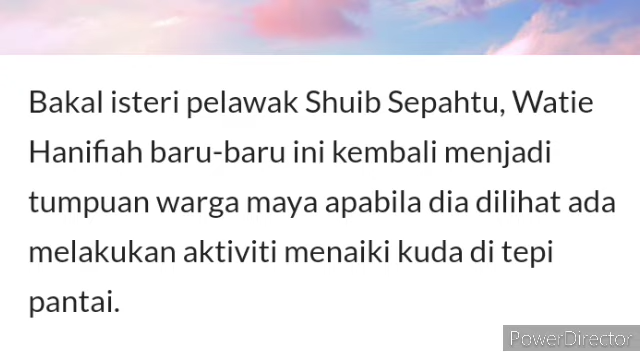 Bakal isteri pelawak Shuib Sepahtu, Watie
Hanifiah baru-baru ini kembali menjadi
tumpuan warga maya apabila dia dilihat ada
melakukan aktiviti menaiki kuda di tepi
pantai.
PowerDirector